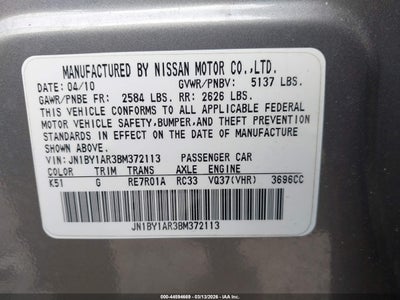 MANUFACTURED BY NISSAN MOTOR CO.,LTD.
DATE: 04/10 GVWR/PNBV: 5137 LBS.
GAWR/PNBE FR: 2584 LBS. RR: 2626 LBS.
THIS VEHICLE CONFORMS TO ALL APPLICABLE FEDERAL
MOTOR VEHICLE SAFETY,BUMPER,AND THEFT PREVENTION
STANDARDS IN EFFECT ON THE DATE OF MANUFACTURE
SHOWN ABOVE.
VIN: JN1BY1AR3BM372113 PASSENGER CAR
COLOR TRIM TRANS AXLE ENGINE
K51 G RE7R01A RC33 VQ37(VHR) 3696CC
JN1BY1AR3BM372113
000-44594669 - 03/13/2026 - IAA, Inc.